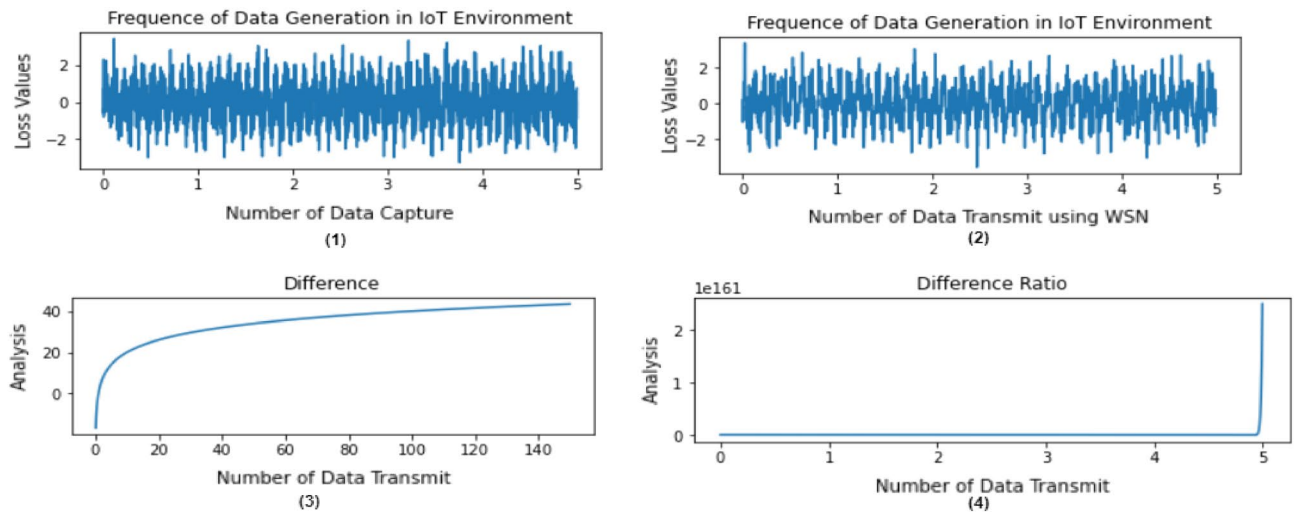 Frequence of Data Generation in IoT Environment
Loss Values
2
0
−2
0 1 2 3 4 5
Number of Data Capture
(1)
Frequence of Data Generation in IoT Environment
Loss Values
2
0
−2
0 1 2 3 4 5
Number of Data Transmit using WSN
(2)
Difference
Analysis
40
20
0
0 20 40 60 80 100 120 140
Number of Data Transmit
(3)
Difference Ratio
1e161
Analysis
2
1
0
0 1 2 3 4 5
Number of Data Transmit
(4)